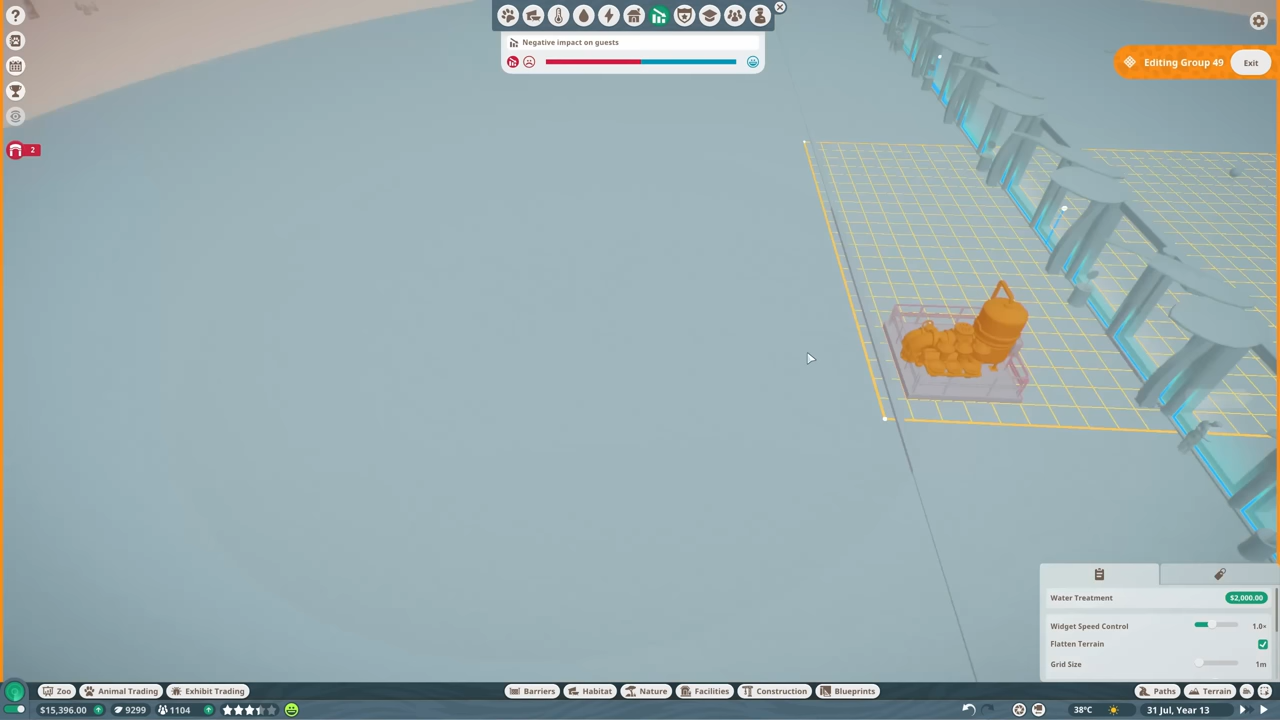 Negative impact on guests
Editing Group 49
Exit
2
Water Treatment
$2,000.00
Widget Speed Control
1.0×
Flatten Terrain
Grid Size
1m
Zoo
Animal Trading
Exhibit Trading
Barriers
Habitat
Nature
Facilities
Construction
Blueprints
Paths
Terrain
$15,396.00
9299
1104
38°C
31 Jul, Year 13